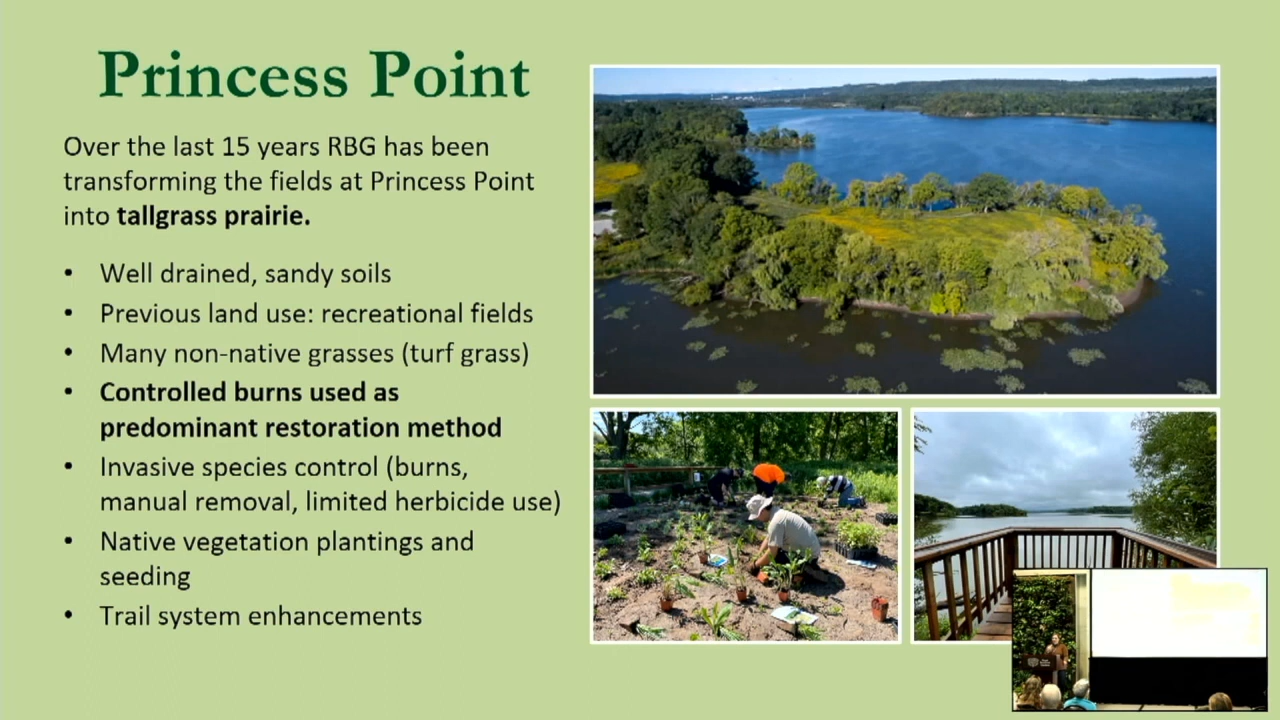 Princess Point
Over the last 15 years RBG has been
transforming the fields at Princess Point
into tallgrass prairie.
• Well drained, sandy soils
• Previous land use: recreational fields
• Many non-native grasses (turf grass)
• Controlled burns used as
predominant restoration method
• Invasive species control (burns,
manual removal, limited herbicide use)
• Native vegetation plantings and
seeding
• Trail system enhancements